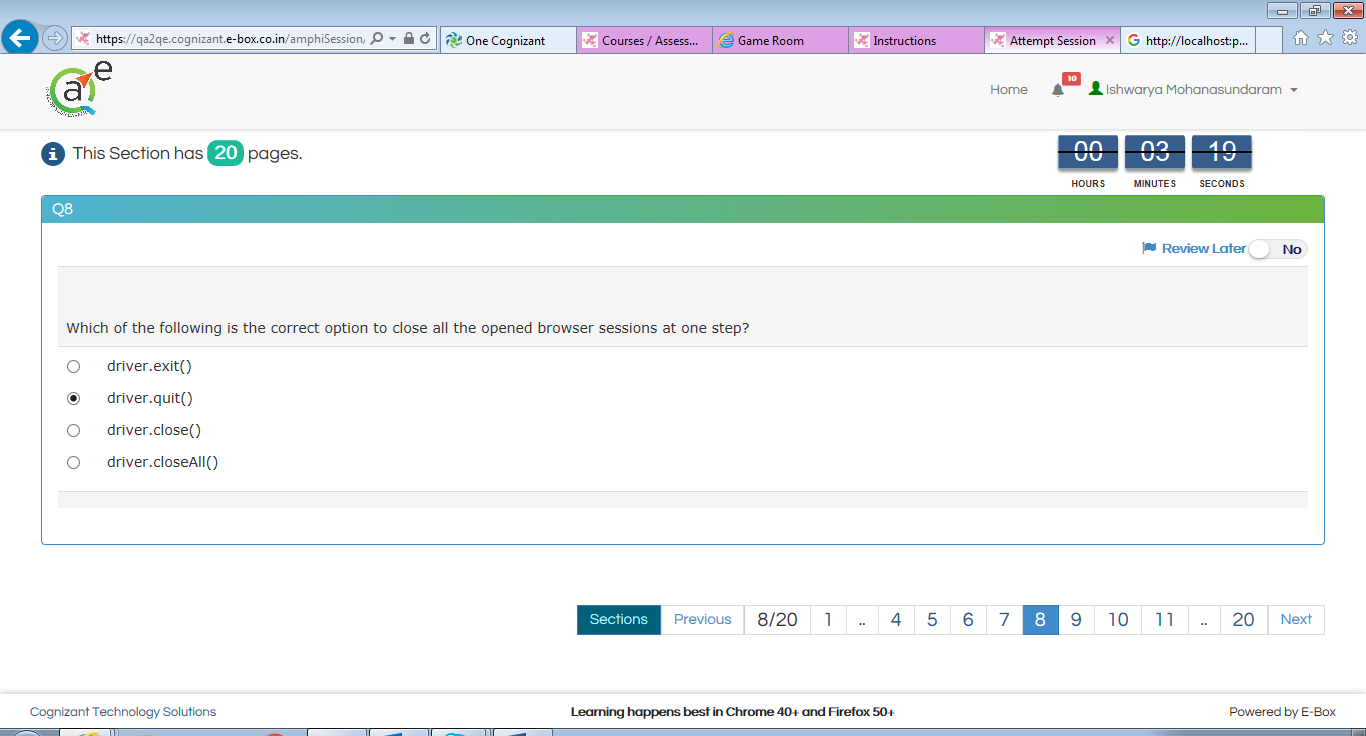 https://qa2qe.cognizant.e-box.co.in/amphiSession/
One Cognizant
Courses / Assess...
Game Room
Instructions
Attempt Session
http://localhost:p...
a e
Home
10
Ishwarya Mohanasundaram
This Section has 20 pages.
00 03 19
HOURS MINUTES SECONDS
Q8
Review Later No
Which of the following is the correct option to close all the opened browser sessions at one step?
driver.exit()
driver.quit()
driver.close()
driver.closeAll()
Sections Previous 8/20 1 .. 4 5 6 7 8 9 10 11 .. 20 Next
Cognizant Technology Solutions
Learning happens best in Chrome 40+ and Firefox 50+
Powered by E-Box